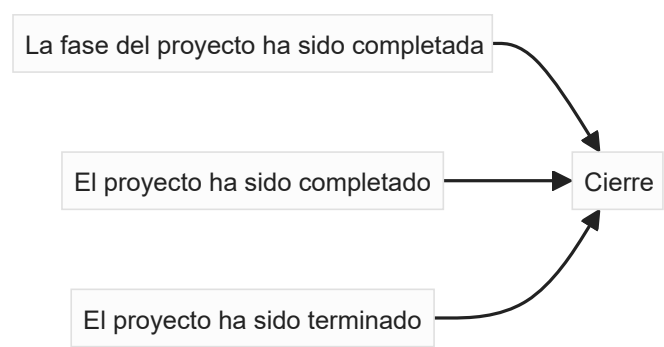 La fase del proyecto ha sido completada
El proyecto ha sido completado
Cierre
El proyecto ha sido terminado